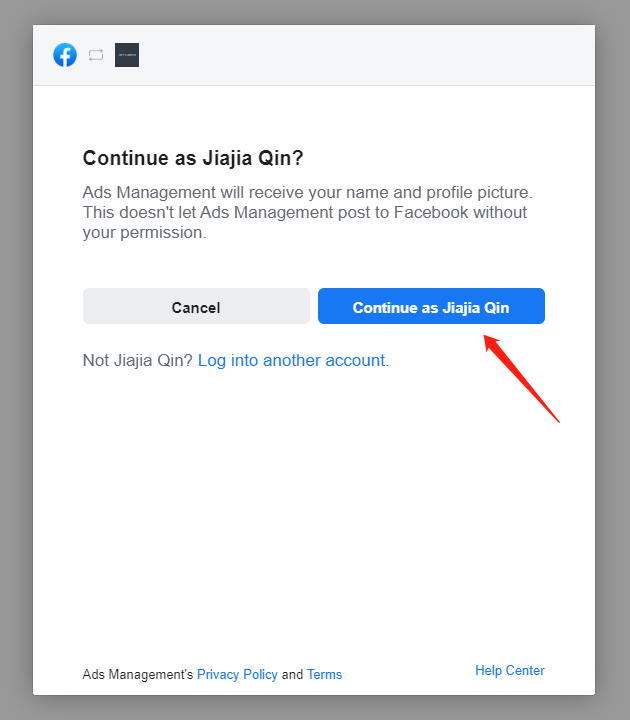 Continue as Jiajia Qin?
Ads Management will receive your name and profile picture.
This doesn't let Ads Management post to Facebook without
your permission.
Cancel
Continue as Jiajia Qin
Not Jiajia Qin? Log into another account.
Ads Management's Privacy Policy and Terms
Help Center